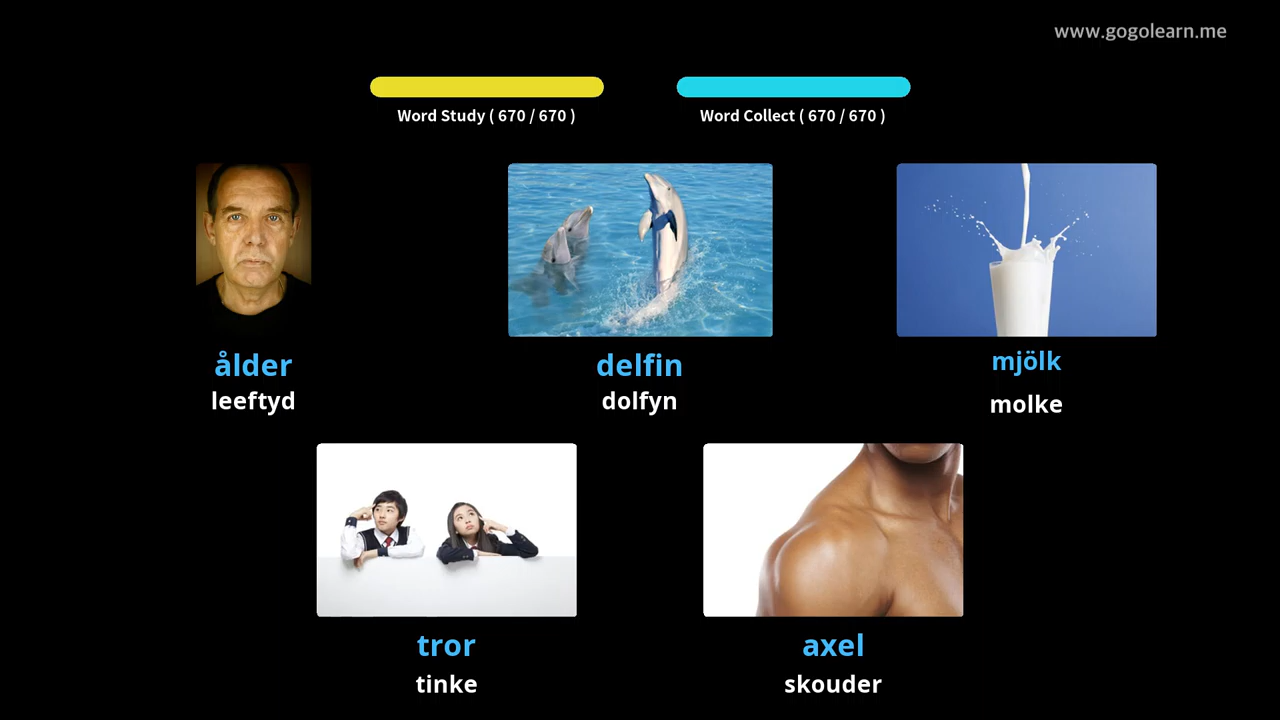 www.gogolearn.me
Word Study ( 670 / 670 )
Word Collect ( 670 / 670 )
ålder
leeftyd
delfin
dolfyn
mjölk
molke
tror
tinke
axel
skouder